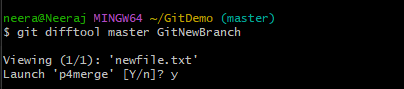 neera@Neeraj MINGW64 ~/GitDemo (master)
$ git difftool master GitNewBranch
Viewing (1/1): 'newfile.txt'
Launch 'p4merge' [Y/n]? y